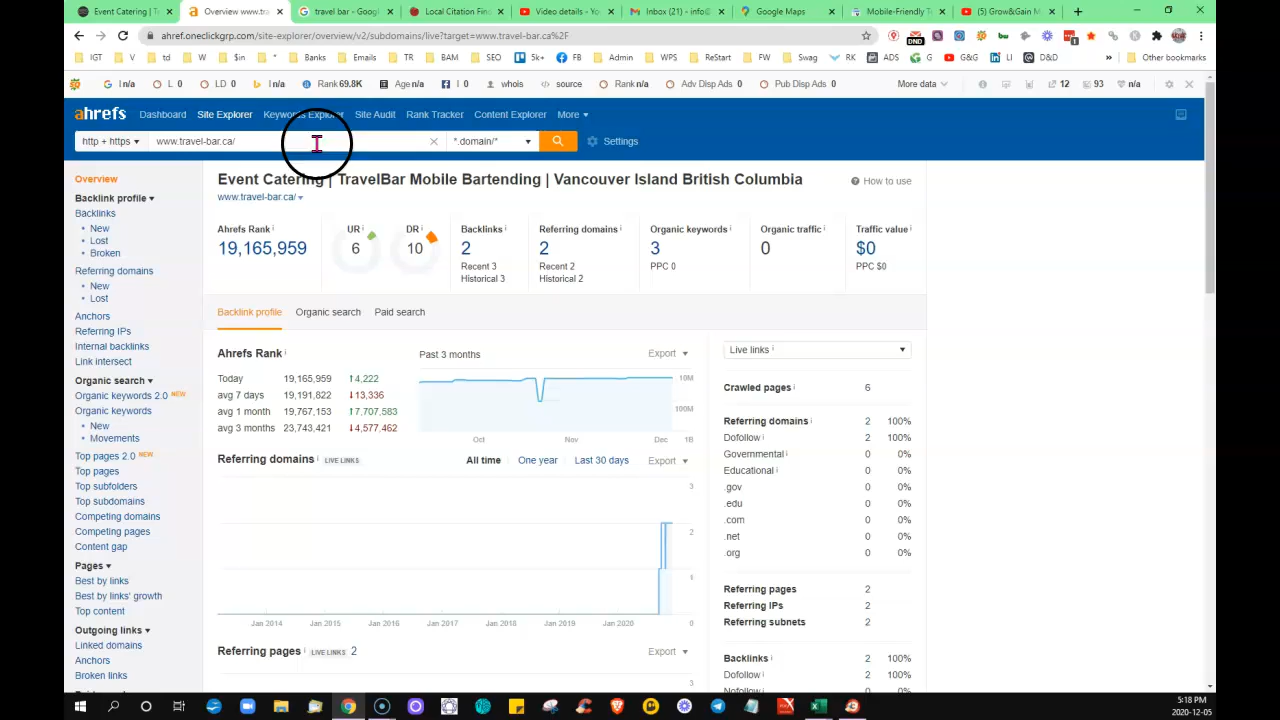 Event Catering | T
Overview: www.tr
travel bar - Goog
Local Citation Fin
Video details - Yo
Inbox (21) - info@
Google Maps
Mobile-Friendly T
(5) Grow&Gain M
ahref.oneclickgrp.com/site-explorer/overview/v2/subdomains/live?target=www.travel-bar.ca%2F
IGT V td W $in * Banks Emails TR BAM SEO 5k+ FB Admin WPS ReStart FW Swag RK ADS G G&G LI D&D » Other bookmarks
I n/a L 0 LD 0 I n/a Rank 69.8K Age n/a I 0 whois source Rank n/a Adv Disp Ads 0 Pub Disp Ads 0 More data 12 93 n/a
ahrefs Dashboard Site Explorer Keywords Explorer Site Audit Rank Tracker Content Explorer More
http + https www.travel-bar.ca/ *.domain/* Settings
Overview
Backlink profile
Backlinks
New
Lost
Broken
Referring domains
New
Lost
Anchors
Referring IPs
Internal backlinks
Link intersect
Organic search
Organic keywords 2.0 NEW
Organic keywords
New
Movements
Top pages 2.0 NEW
Top pages
Top subfolders
Top subdomains
Competing domains
Competing pages
Content gap
Pages
Best by links
Best by links' growth
Top content
Outgoing links
Linked domains
Anchors
Broken links
Event Catering | TravelBar Mobile Bartending | Vancouver Island British Columbia
How to use
www.travel-bar.ca/
Ahrefs Rank UR DR Backlinks Referring domains Organic keywords Organic traffic Traffic value
19,165,959 6 10 2 2 3 0 $0
Recent 3 Recent 2 PPC 0 PPC $0
Historical 3 Historical 2
Backlink profile Organic search Paid search
Ahrefs Rank Past 3 months Export
Today 19,165,959 ↑4,222
avg 7 days 19,191,822 ↓13,336
avg 1 month 19,767,153 ↑7,707,583
avg 3 months 23,743,421 ↓4,577,462
10M
100M
1B
Oct Nov Dec
Referring domains LIVE LINKS All time One year Last 30 days Export
3
2
1
0
Jan 2014 Jan 2015 Jan 2016 Jan 2017 Jan 2018 Jan 2019 Jan 2020
Referring pages LIVE LINKS 2 Export
3
Live links
Crawled pages 6
Referring domains 2 100%
Dofollow 2 100%
Governmental 0 0%
Educational 0 0%
.gov 0 0%
.edu 0 0%
.com 0 0%
.net 0 0%
.org 0 0%
Referring pages 2
Referring IPs 2
Referring subnets 2
Backlinks 2 100%
Dofollow 2 100%
Nofollow 0 0%
5:18 PM
2020-12-05